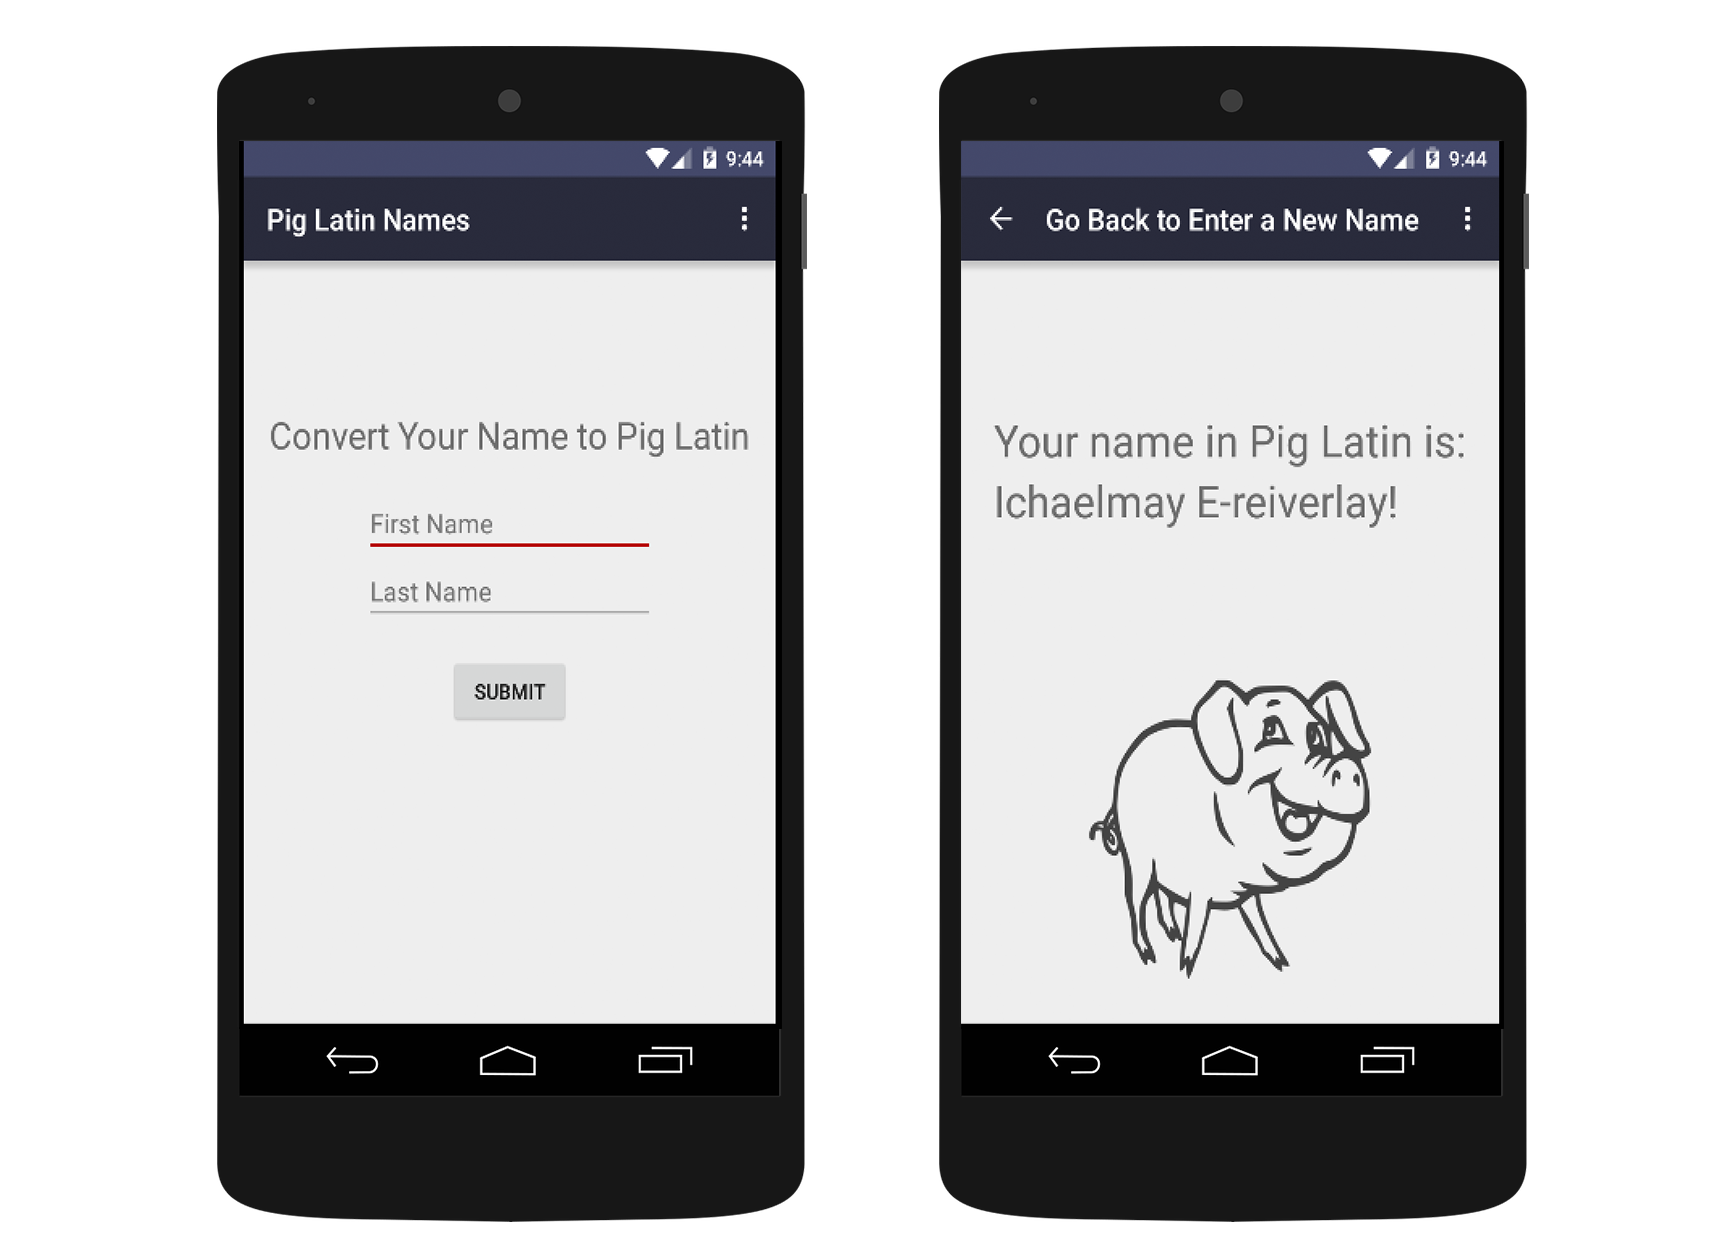 9:44
Pig Latin Names
Convert Your Name to Pig Latin
First Name
Last Name
SUBMIT
9:44
Go Back to Enter a New Name
Your name in Pig Latin is:
Ichaelmay E-reiverlay!